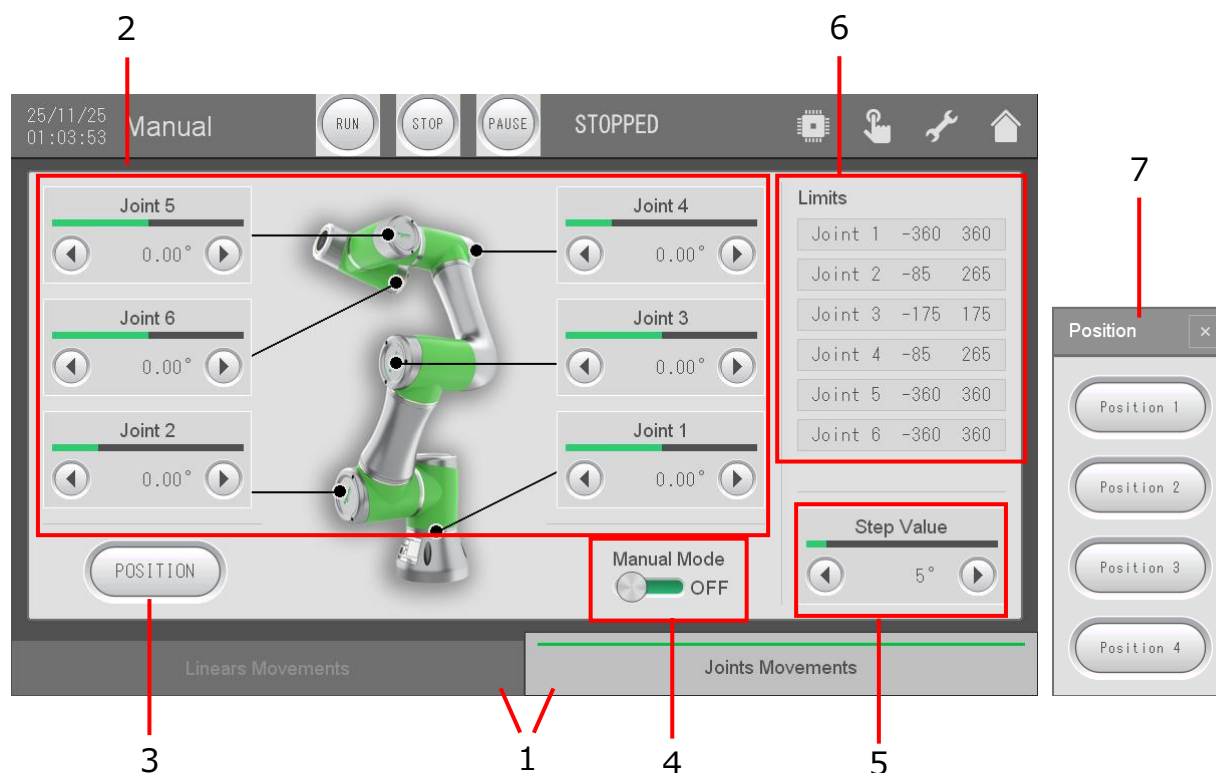 2
6
25/11/25
01:03:53
Manual
RUN
STOP
PAUSE
STOPPED
7
Joint 5
0.00°
Joint 4
0.00°
Joint 6
0.00°
Joint 3
0.00°
Joint 2
0.00°
Joint 1
0.00°
Limits
Joint 1 -360 360
Joint 2 -85 265
Joint 3 -175 175
Joint 4 -85 265
Joint 5 -360 360
Joint 6 -360 360
POSITION
Manual Mode
OFF
Step Value
5°
Linears Movements
Joints Movements
Position
×
Position 1
Position 2
Position 3
Position 4
3
1
4
5